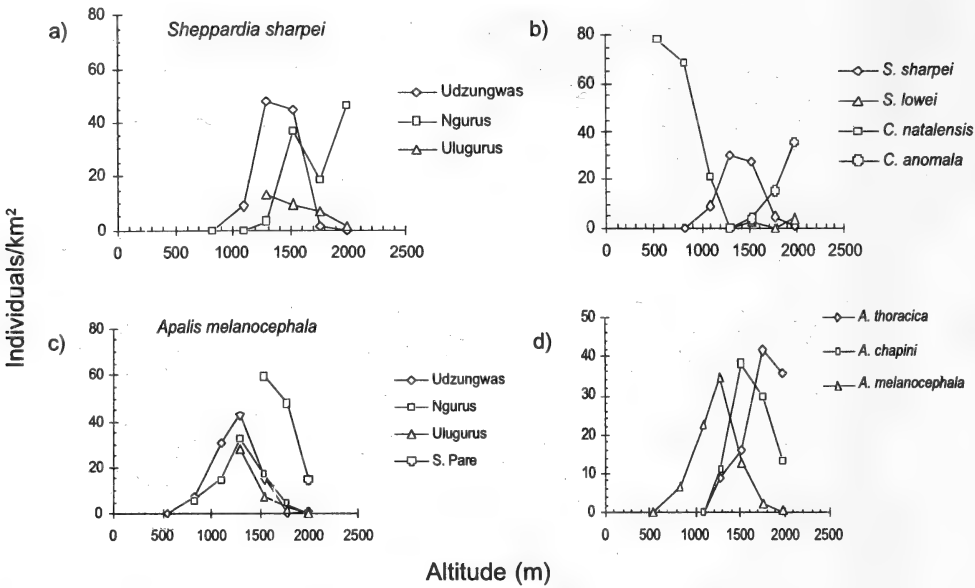 a)
Sheppardia sharpei
80
60
40
20
0
0 500 1000 1500 2000 2500
Udzungwas
Ngurus
Ulugurus
b)
80
60
40
20
0
0 500 1000 1500 2000 2500
S. sharpei
S. lowei
C. natalensis
C. anomala
Individuals/km²
c)
Apalis melanocephala
80
60
40
20
0
0 500 1000 1500 2000 2500
Udzungwas
Ngurus
Ulugurus
S. Pare
d)
50
40
30
20
10
0
0 500 1000 1500 2000 2500
A. thoracica
A. chapini
A. melanocephala
Altitude (m)